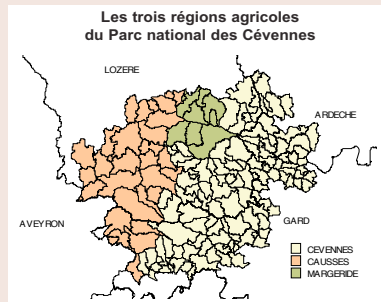 Les trois régions agricoles
du Parc national des Cévennes
LOZERE
ARDECHE
AVEYRON
GARD
CEVENNES
CAUSSES
MARGERIDE